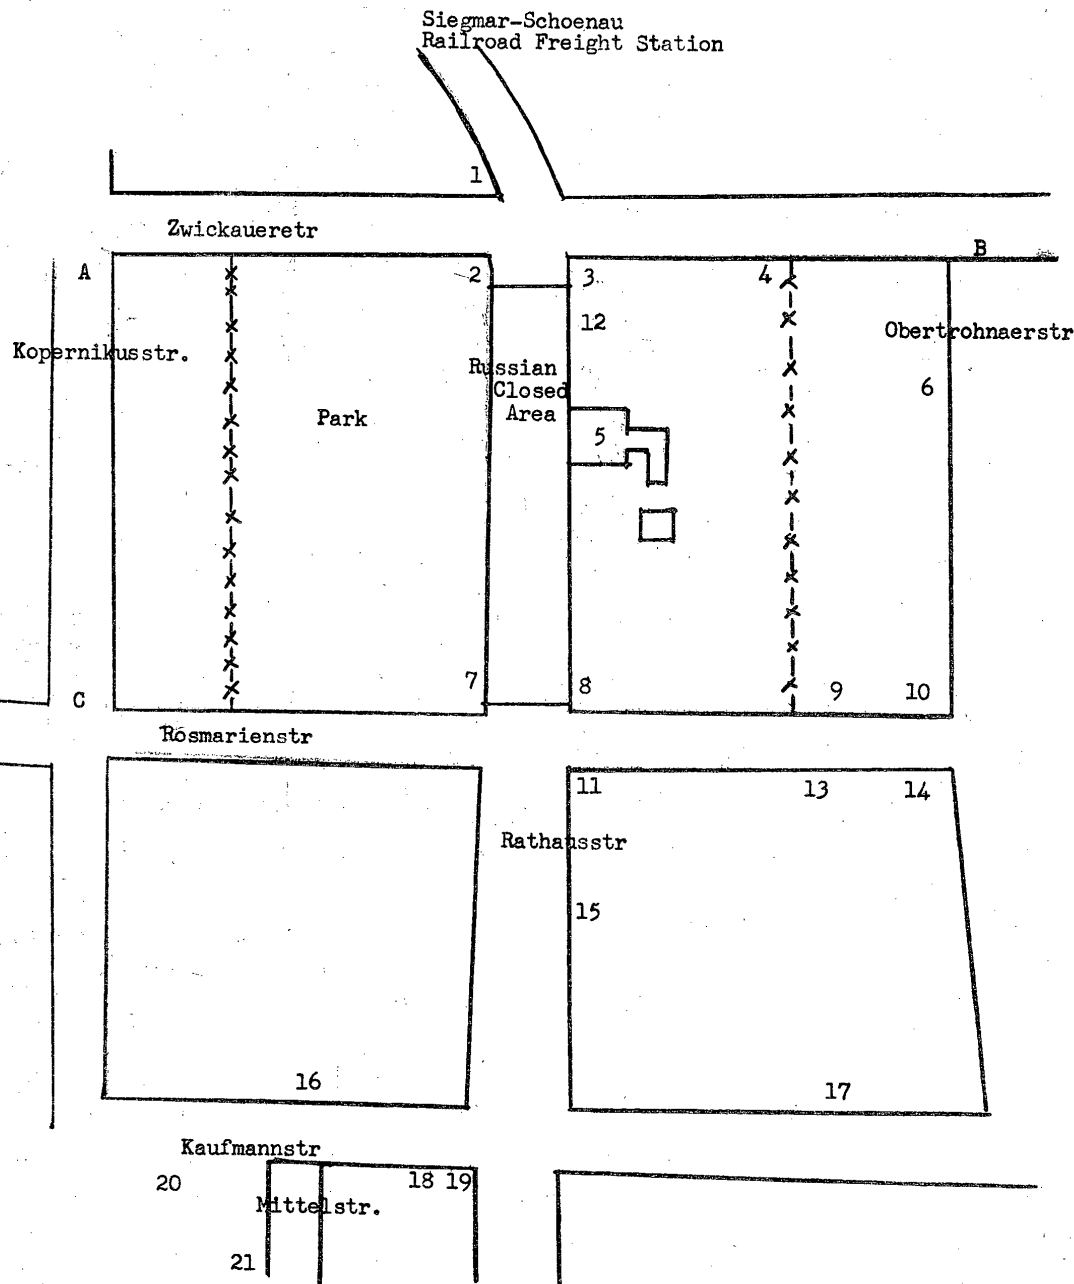 Siegmar-Schoenau
Railroad Freight Station
1
Zwickaueretr
A
2
3
4
B
12
Obertrohnaerstr
Kopernikusstr.
Russian
Closed
Area
6
Park
5
7
8
9
10
C
Rosmarienstr
11
13
14
Rathausstr
15
16
17
Kaufmannstr
20
18 19
Mittelstr.
21